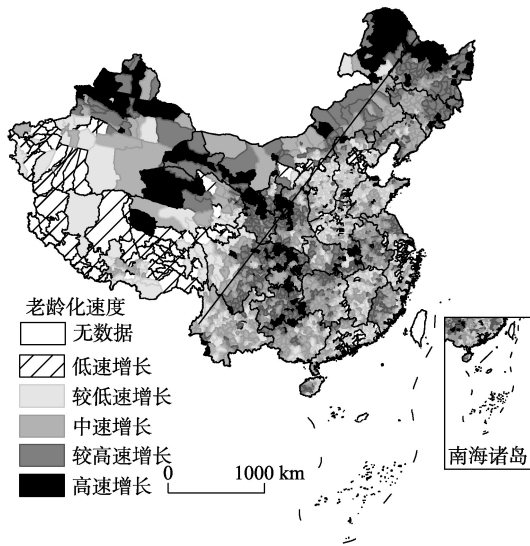 老龄化速度
无数据
低速增长
较低速增长
中速增长
较高速增长
高速增长
0 1000 km
南海诸岛